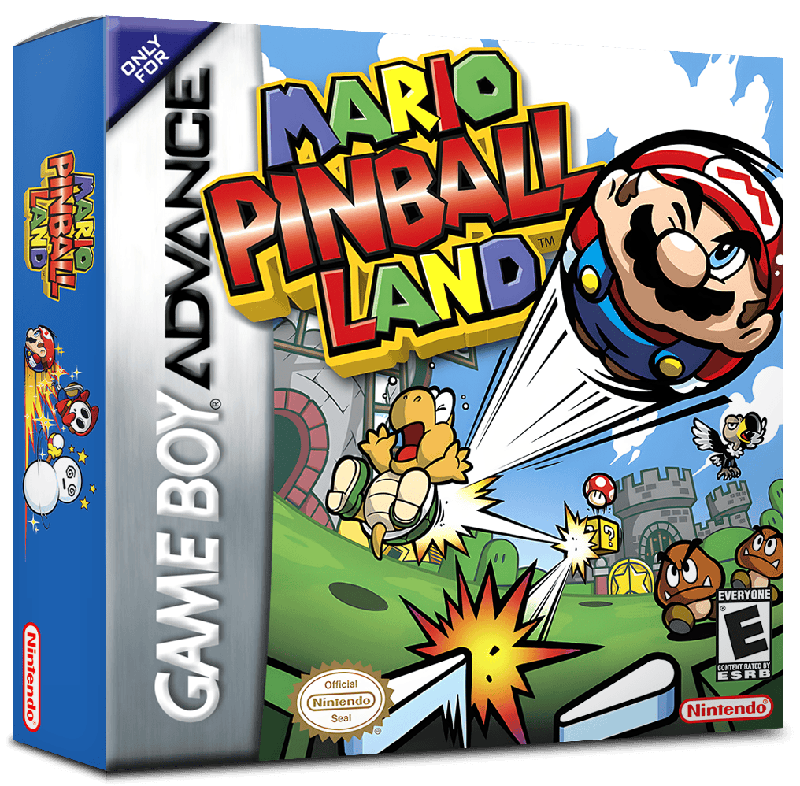 ONLY
FOR
GAME BOY ADVANCE
®
MARIO
PINBALL
LAND
™
MARIO
PINBALL
LAND
Nintendo®
M
?
Official
Nintendo
Seal
EVERYONE
E
CONTENT RATED BY
ESRB
Nintendo®